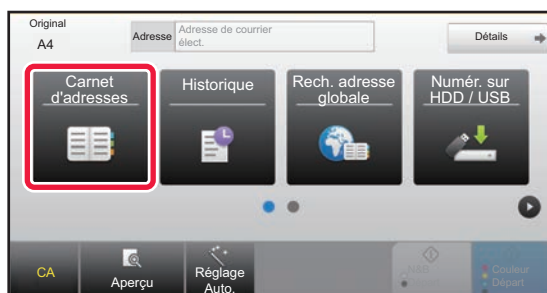 Original
A4
Adresse
Adresse de courrier
élect.
Détails
Carnet
d'adresses
Historique
Rech. adresse
globale
Numér. sur
HDD / USB
CA
Aperçu
Réglage
Auto.
N&B
Départ
Couleur
Départ